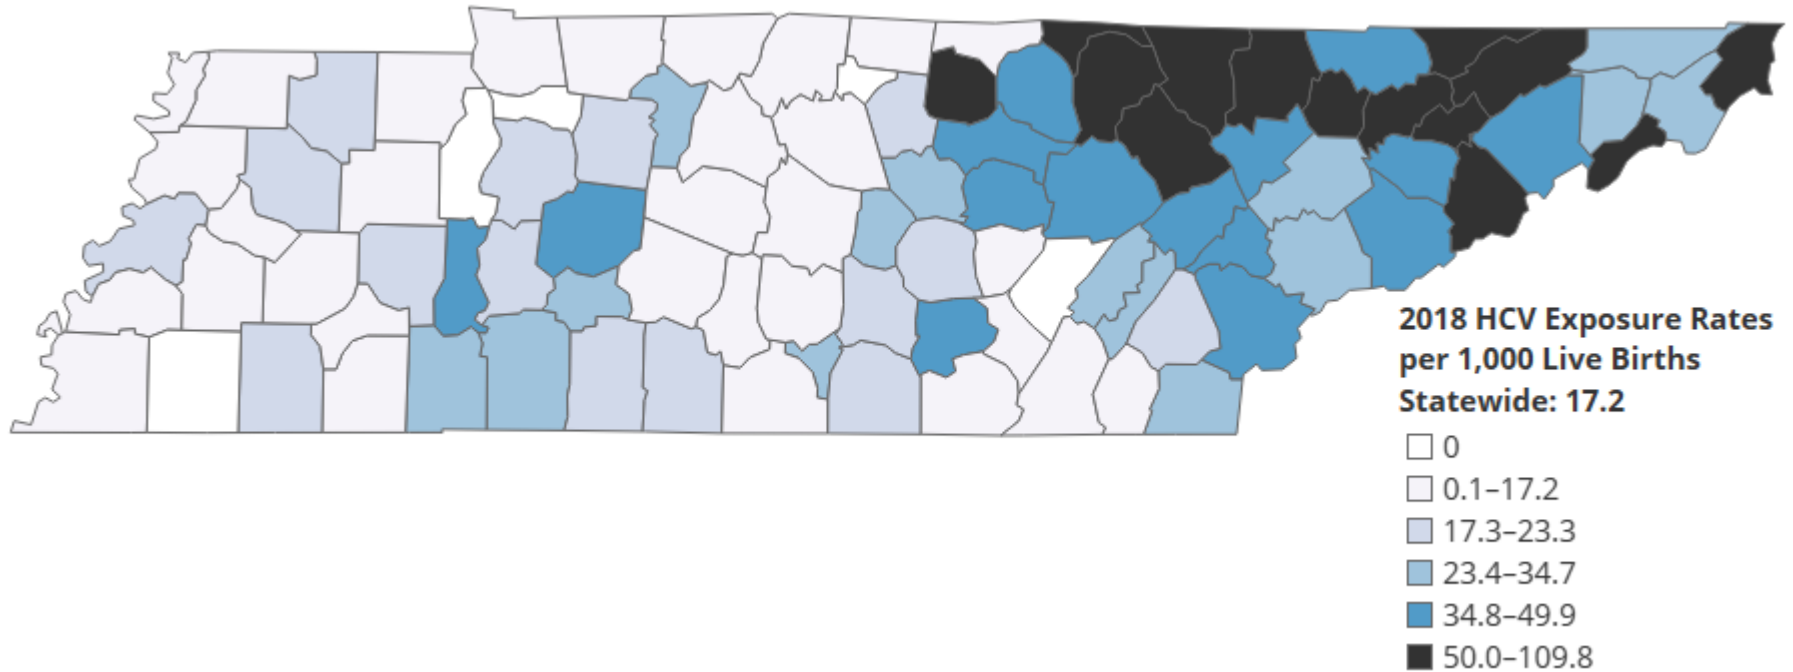 2018 HCV Exposure Rates
per 1,000 Live Births
Statewide: 17.2
0
0.1–17.2
17.3–23.3
23.4–34.7
34.8–49.9
50.0–109.8